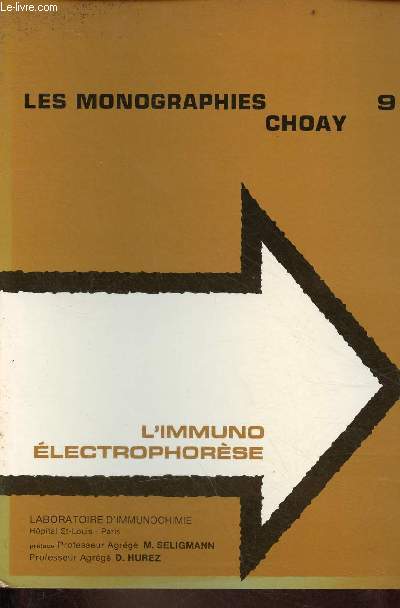 © Le-livre.com
LES MONOGRAPHIES 9
CHOAY
L'IMMUNO
ÉLECTROPHORÈSE
LABORATOIRE D'IMMUNOCHIMIE
Hôpital St-Louis - Paris
préface Professeur Agrégé M. SELIGMANN
Professeur Agrégé D. HUREZ